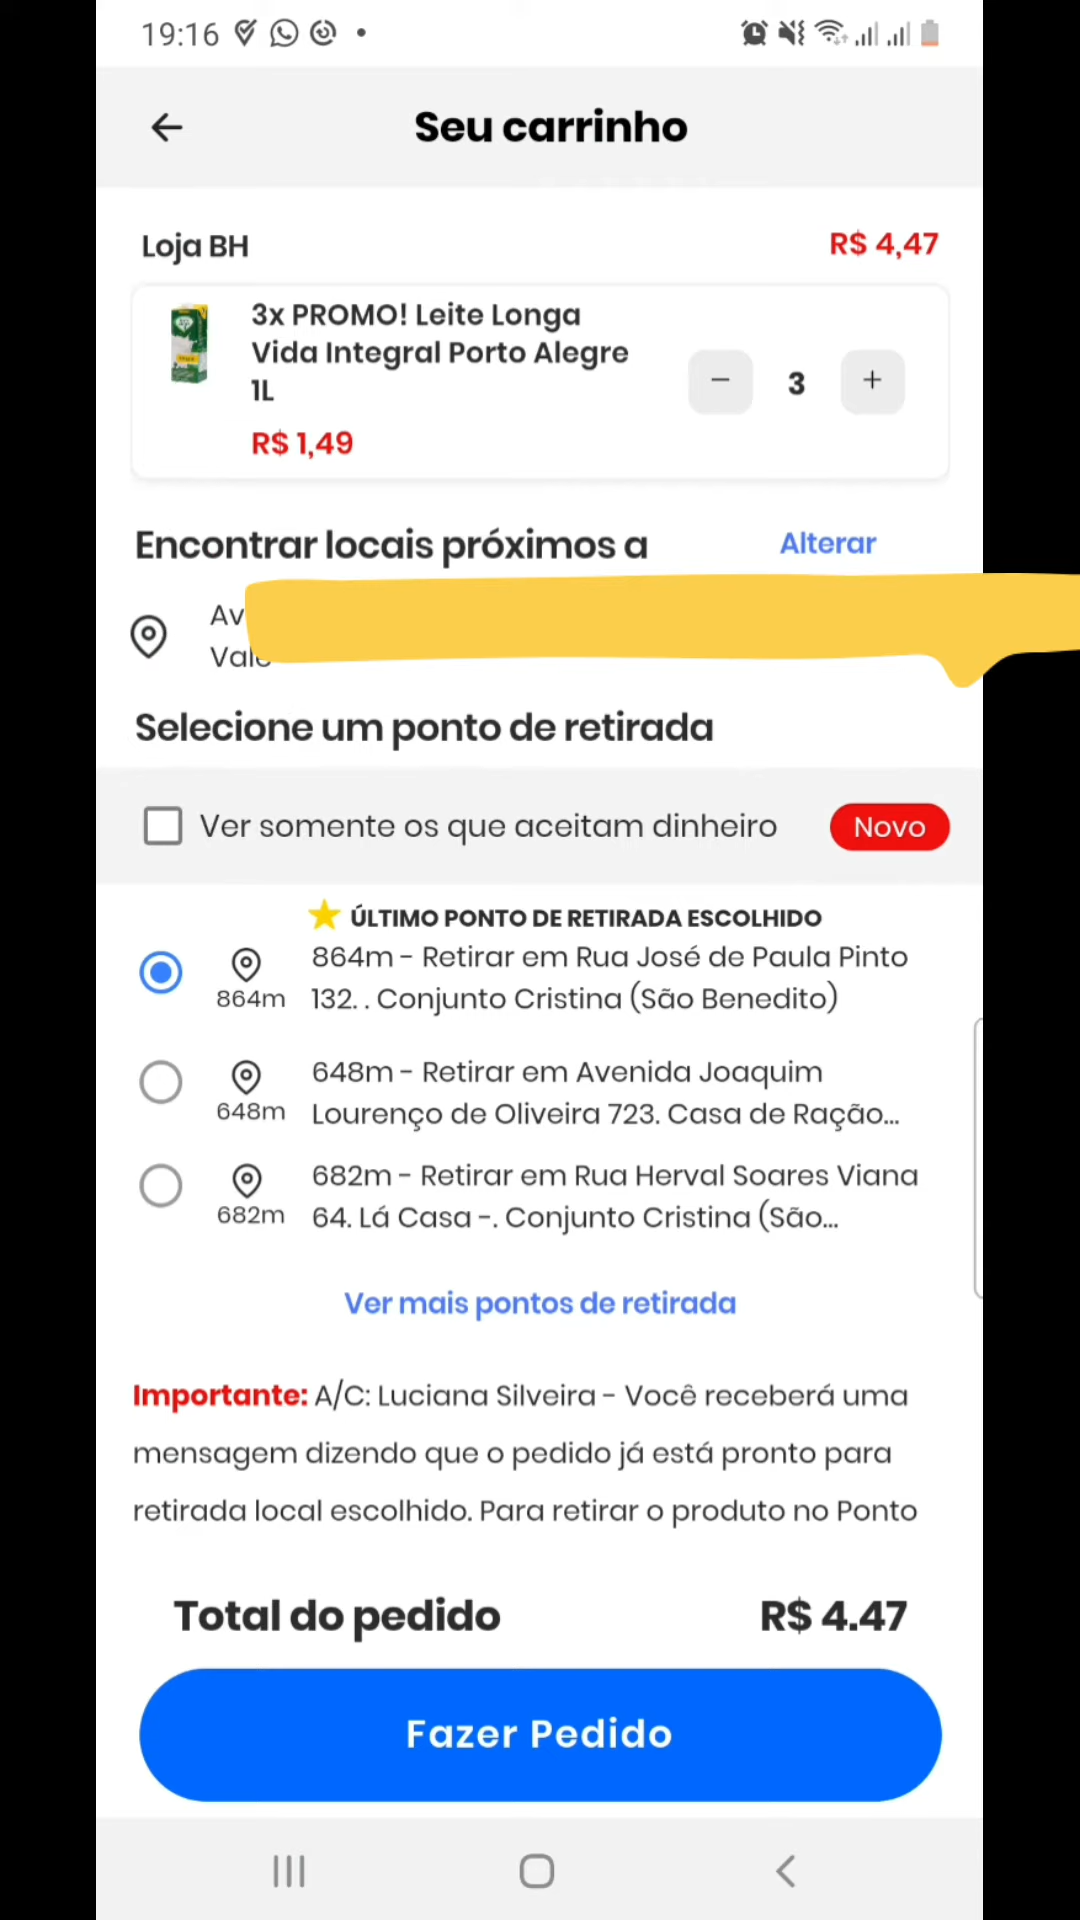 19:16
Seu carrinho
Loja BH
R$ 4,47
3x PROMO! Leite Longa
Vida Integral Porto Alegre
1L
R$ 1,49
− 3 +
Encontrar locais próximos a
Alterar
Av
Selecione um ponto de retirada
Ver somente os que aceitam dinheiro
Novo
ÚLTIMO PONTO DE RETIRADA ESCOLHIDO
864m - Retirar em Rua José de Paula Pinto
132. . Conjunto Cristina (São Benedito)
864m
648m - Retirar em Avenida Joaquim
Lourenço de Oliveira 723. Casa de Ração...
648m
682m - Retirar em Rua Herval Soares Viana
64. Lá Casa -. Conjunto Cristina (São...
682m
Ver mais pontos de retirada
Importante: A/C: Luciana Silveira - Você receberá uma
mensagem dizendo que o pedido já está pronto para
retirada local escolhido. Para retirar o produto no Ponto
Total do pedido
R$ 4.47
Fazer Pedido